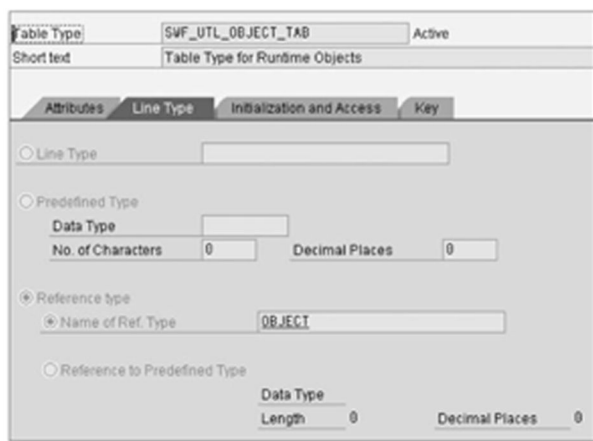 Table Type SWF_UTL_OBJECT_TAB Active
Short text Table Type for Runtime Objects
Attributes Line Type Initialization and Access Key
Line Type
Predefined Type
Data Type
No. of Characters 0 Decimal Places 0
Reference type
Name of Ref. Type OBJECT
Reference to Predefined Type
Data Type
Length 0 Decimal Places 0